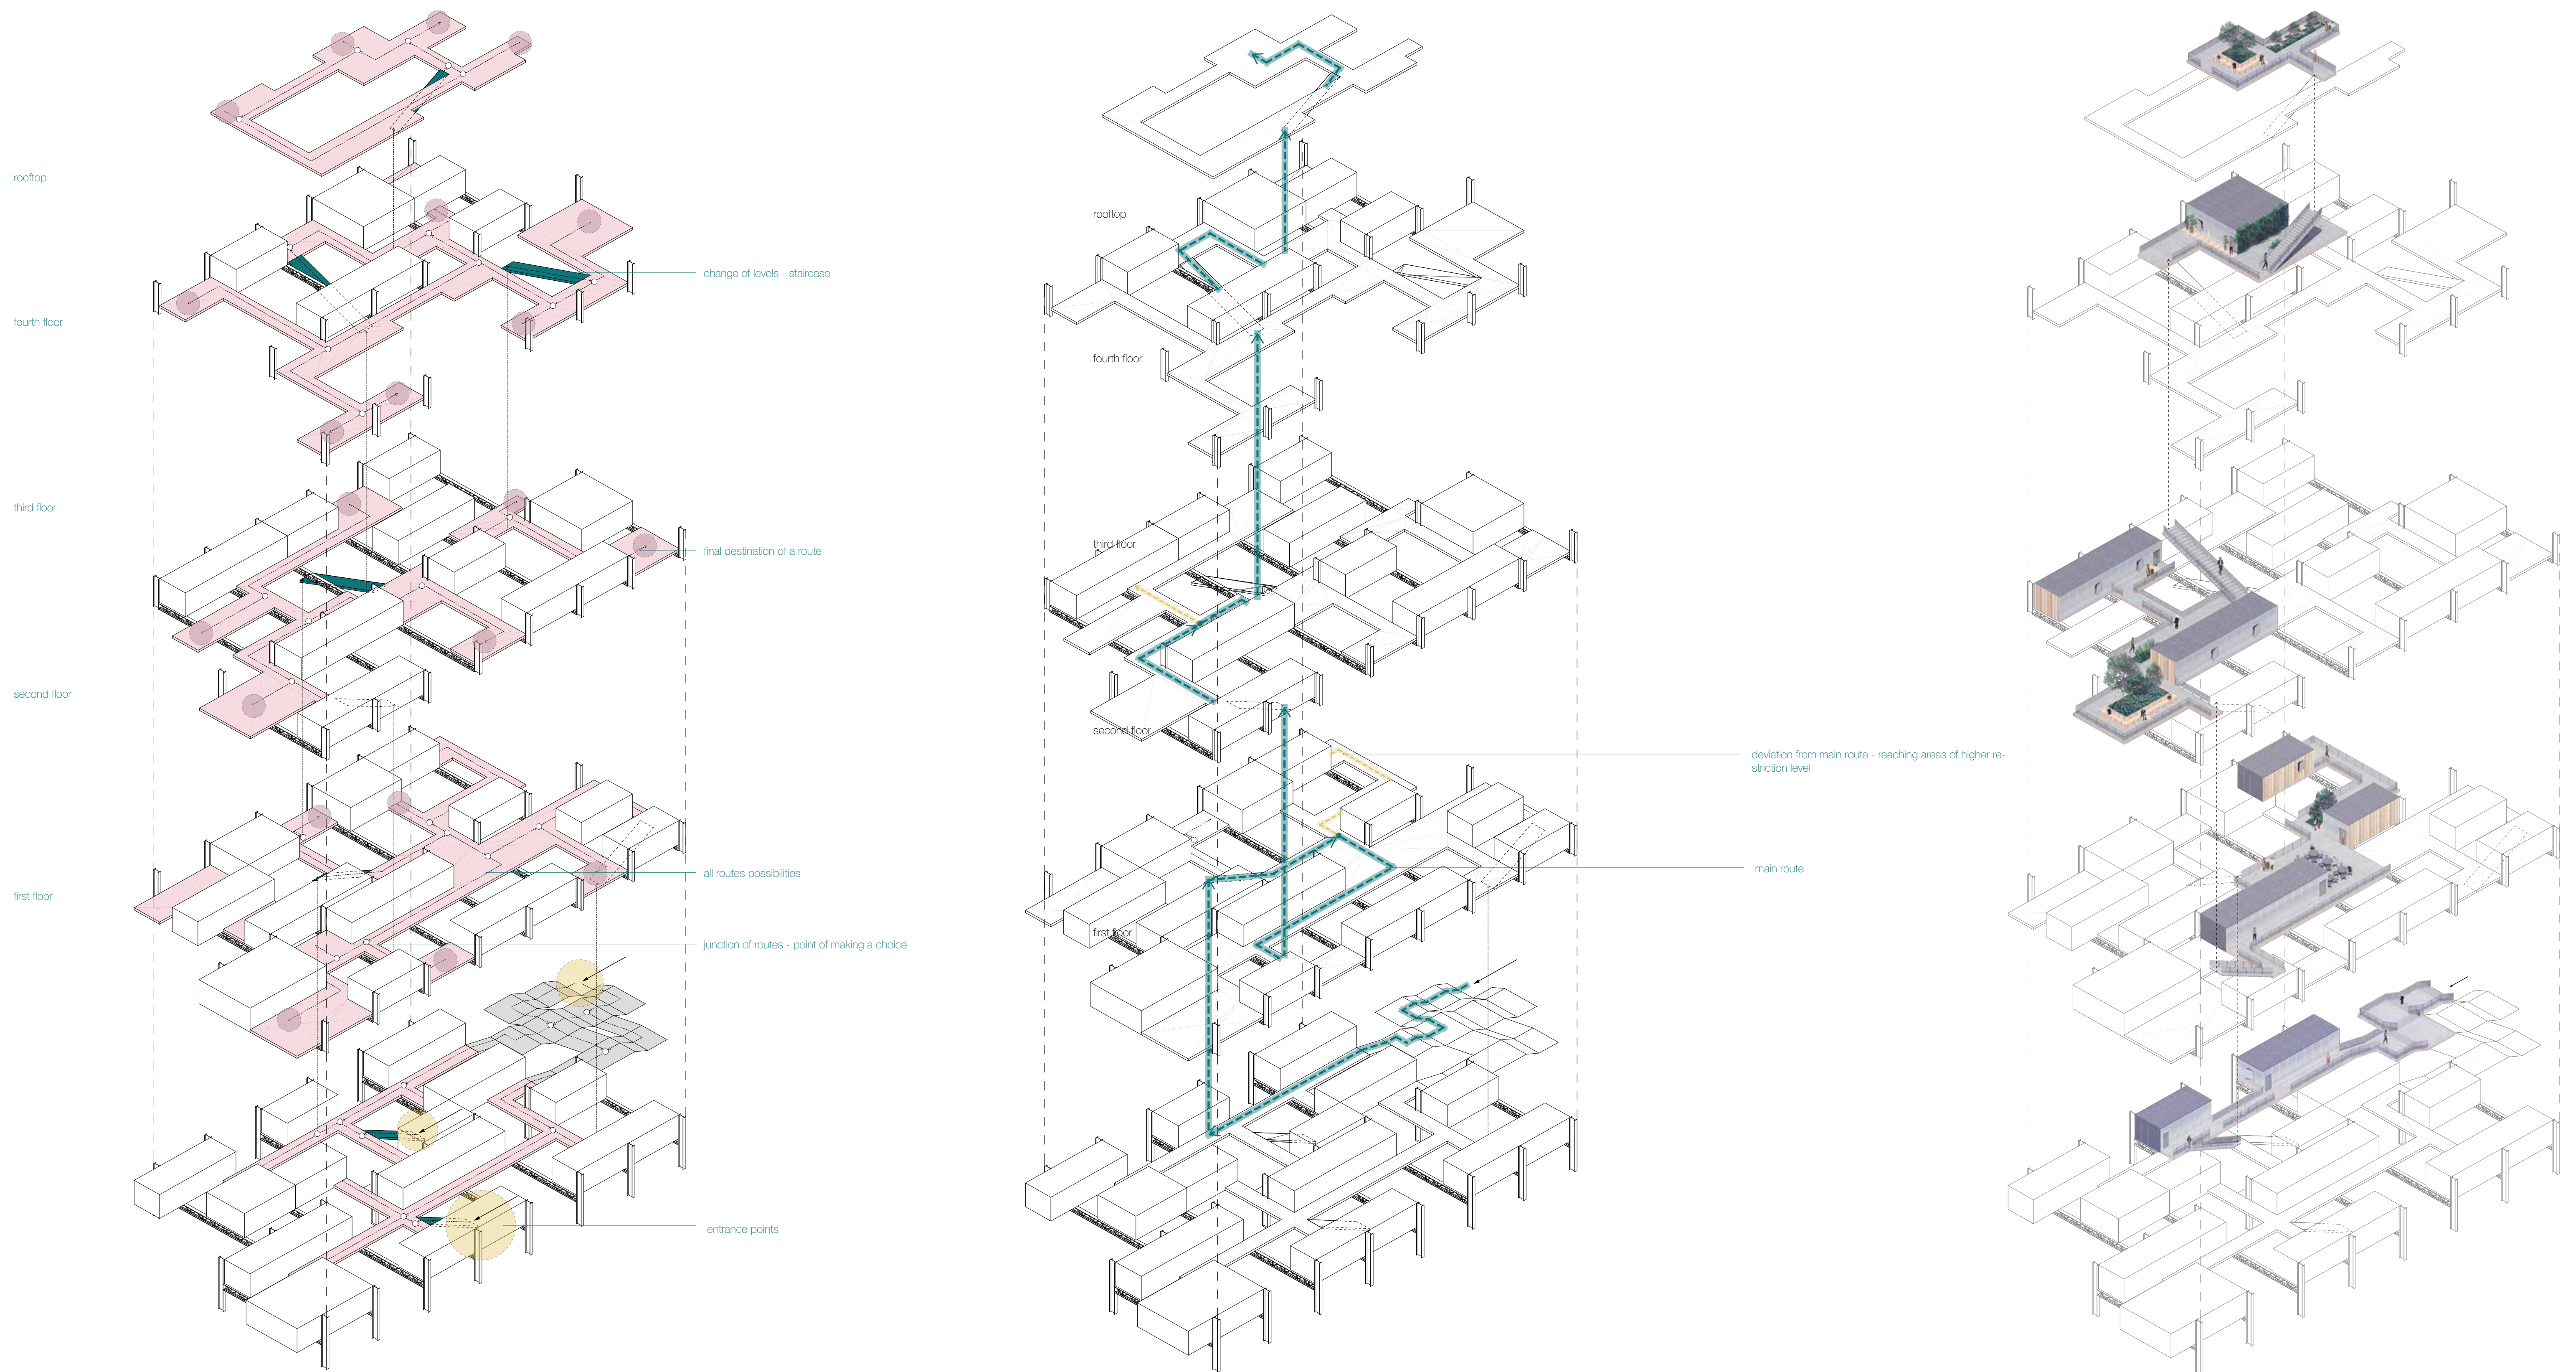 rooftop
fourth floor
third floor
second floor
first floor
change of levels - staircase
final destination of a route
all routes possibilities
junction of routes - point of making a choice
entrance points
rooftop
fourth floor
third floor
second floor
first floor
deviation from main route - reaching areas of higher re-
striction level
main route